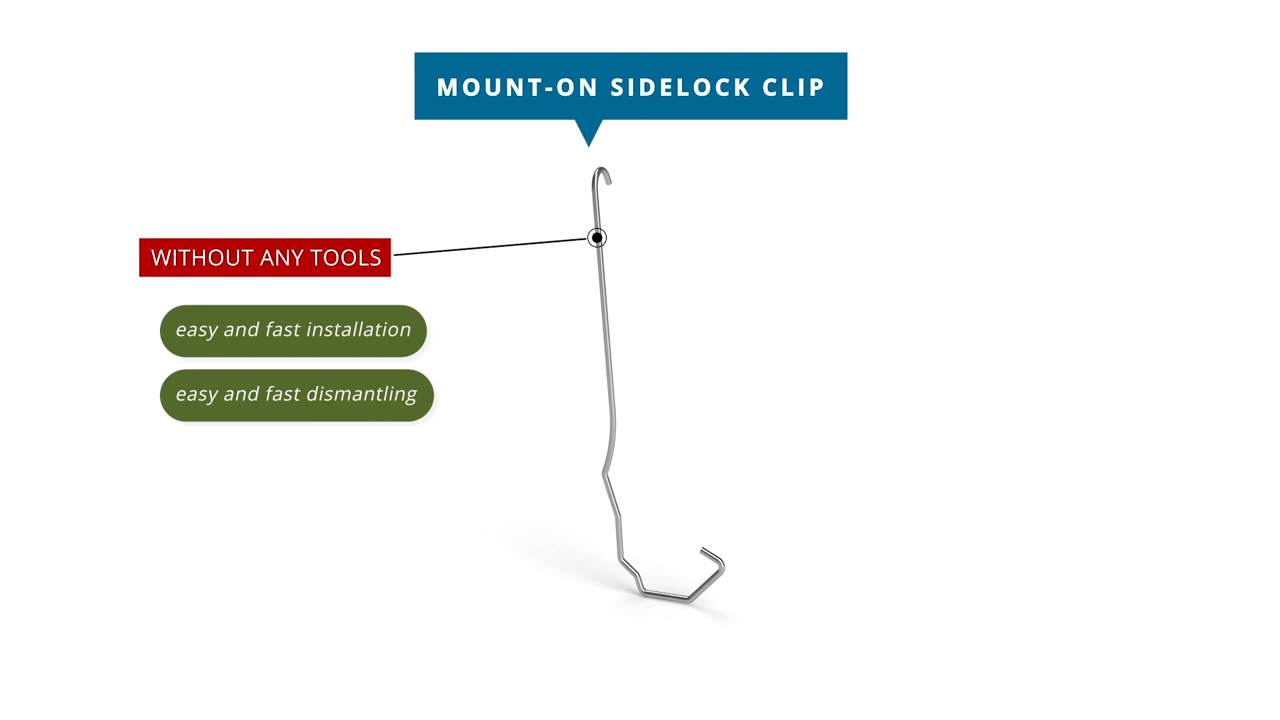 MOUNT-ON SIDELOCK CLIP
WITHOUT ANY TOOLS
easy and fast installation
easy and fast dismantling